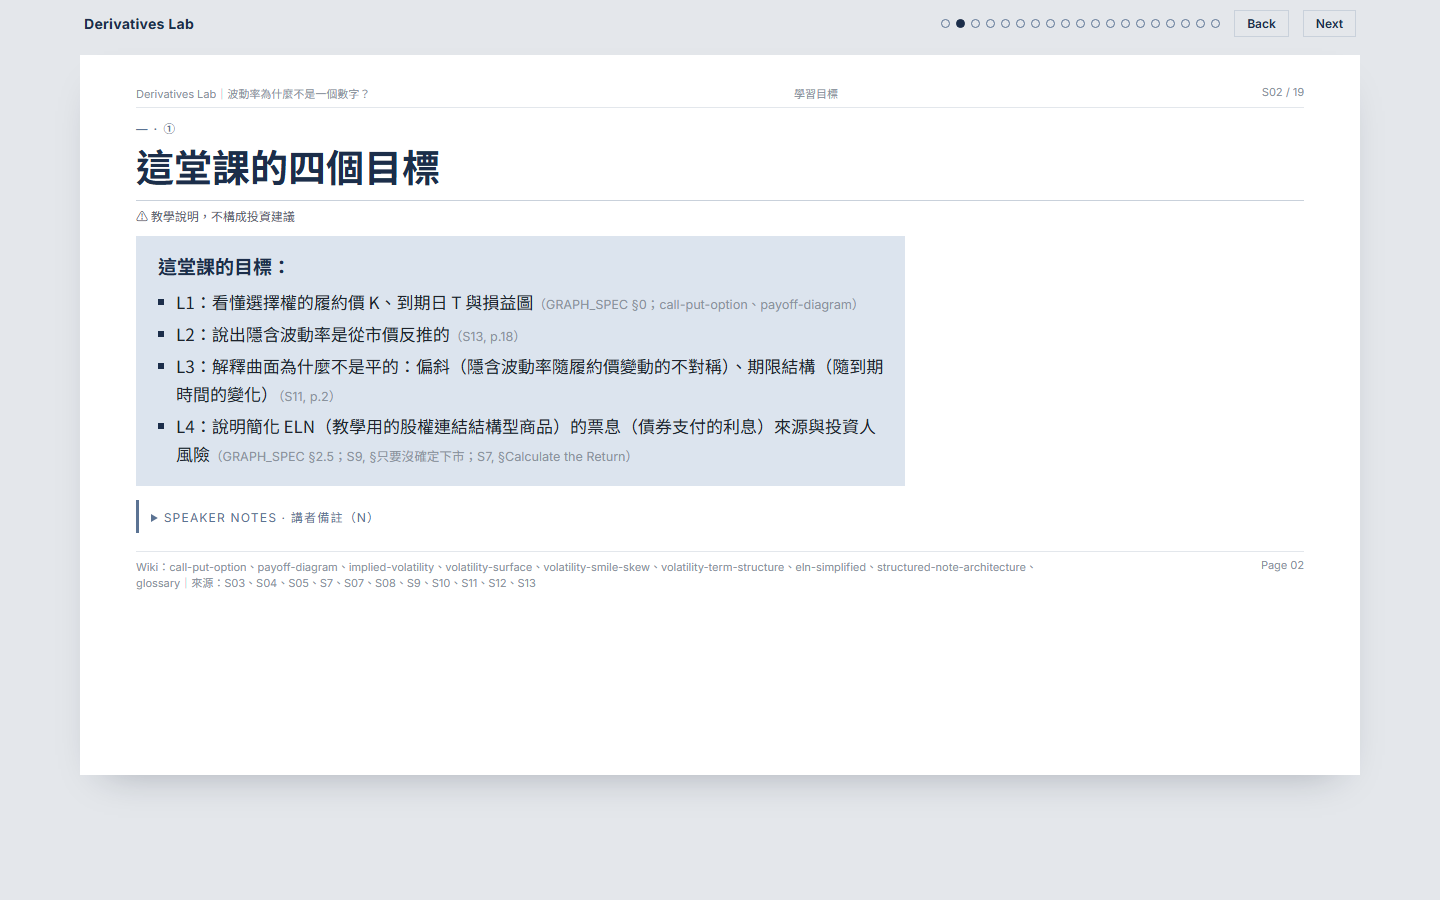 Derivatives Lab
Back
Next
Derivatives Lab｜波動率為什麼不是一個數字？
學習目標
S02 / 19
— · ①
這堂課的四個目標
⚠ 教學說明，不構成投資建議
這堂課的目標：
L1：看懂選擇權的履約價 K、到期日 T 與損益圖（GRAPH_SPEC §0；call-put-option、payoff-diagram）
L2：說出隱含波動率是從市價反推的（S13, p.18）
L3：解釋曲面為什麼不是平的：偏斜（隱含波動率隨履約價變動的不對稱）、期限結構（隨到期
時間的變化）（S11, p.2）
L4：說明簡化 ELN（教學用的股權連結結構型商品）的票息（債券支付的利息）來源與投資人
風險（GRAPH_SPEC §2.5；S9, §只要沒確定下市；S7, §Calculate the Return）
▶ SPEAKER NOTES · 講者備註（N）
Wiki：call-put-option、payoff-diagram、implied-volatility、volatility-surface、volatility-smile-skew、volatility-term-structure、eln-simplified、structured-note-architecture、
glossary｜來源：S03、S04、S05、S7、S07、S08、S9、S10、S11、S12、S13
Page 02